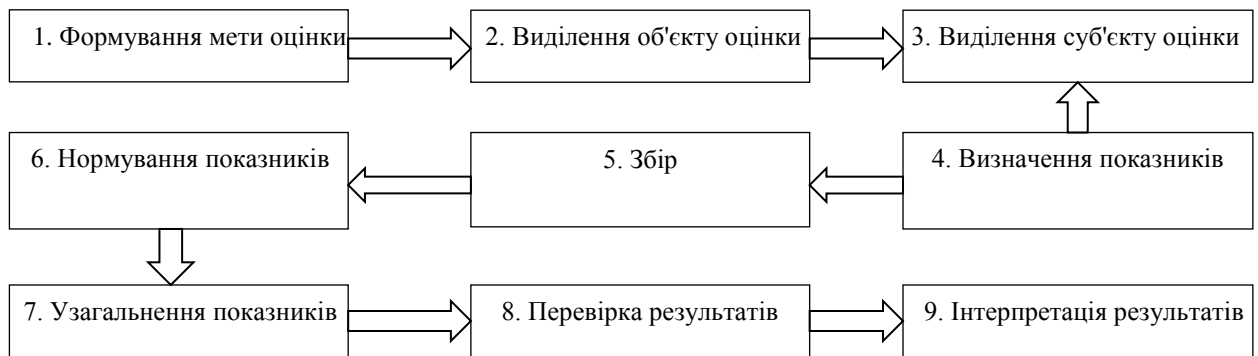 1. Формування мети оцінки
2. Виділення об'єкту оцінки
3. Виділення суб'єкту оцінки
6. Нормування показників
5. Збір
4. Визначення показників
7. Узагальнення показників
8. Перевірка результатів
9. Інтерпретація результатів